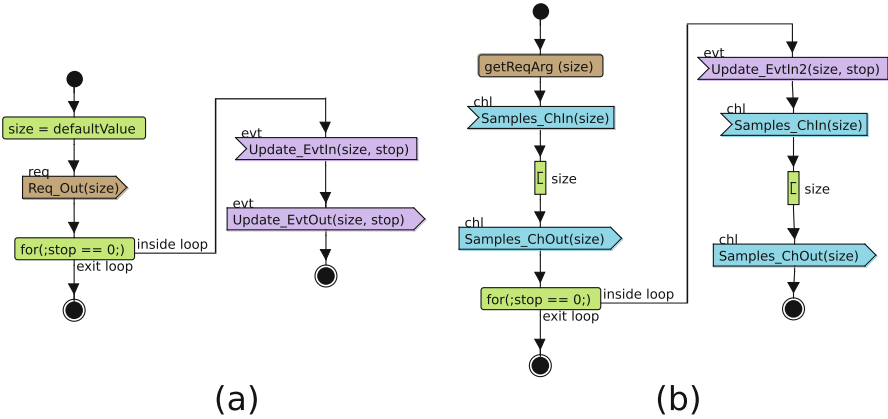 size = defaultValue
req
Req_Out(size)
for(;stop == 0;)
inside loop
exit loop
evt
Update_EvtIn(size, stop)
evt
Update_EvtOut(size, stop)
(a)
getReqArg (size)
chl
Samples_ChIn(size)
size
chl
Samples_ChOut(size)
for(;stop == 0;)
inside loop
exit loop
evt
Update_EvtIn2(size, stop)
chl
Samples_ChIn(size)
size
chl
Samples_ChOut(size)
(b)